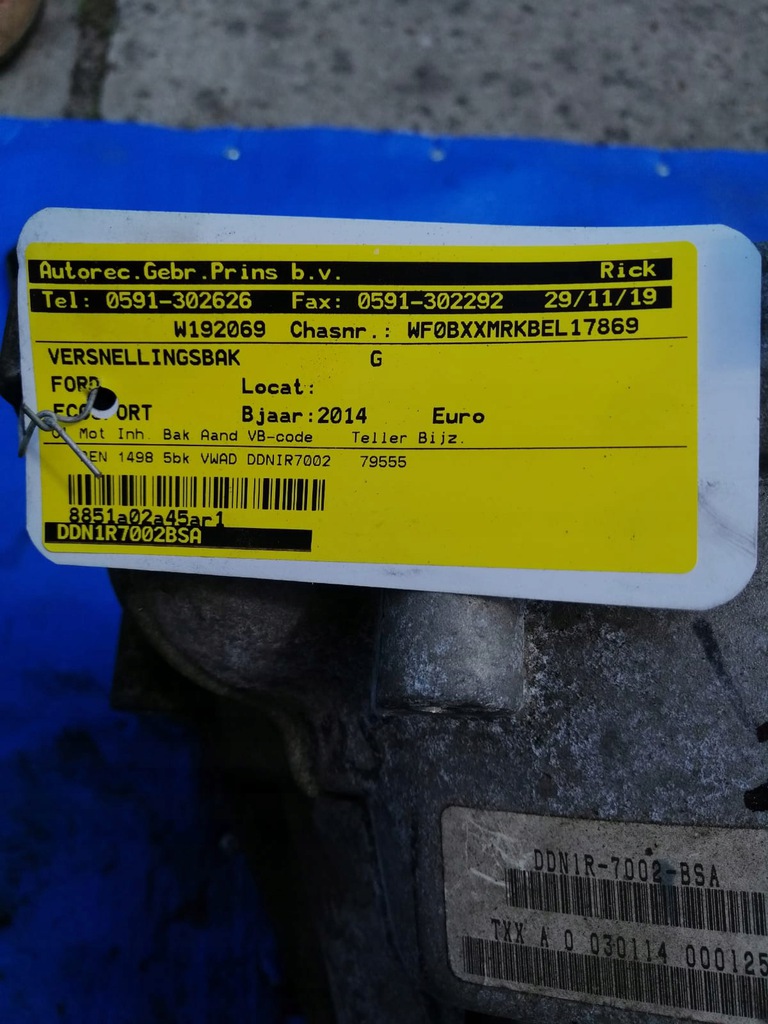 Autorec.Gebr.Prins b.v. Rick
Tel: 0591-302626 Fax: 0591-302292 29/11/19
W192069 Chasnr.: WF0BXXMRKBEL17869
VERSNELLINGSBAK G
FORD Locat:
ECOSPORT Bjaar:2014 Euro
Mot Inh. Bak Aand VB-code Teller Bijz.
1498 5bk VWAD DDNIR7002 79555
8851a02a45ar1
DDN1R7002BSA
DDN1R-7002-BSA
TXX A 0 030114 000125